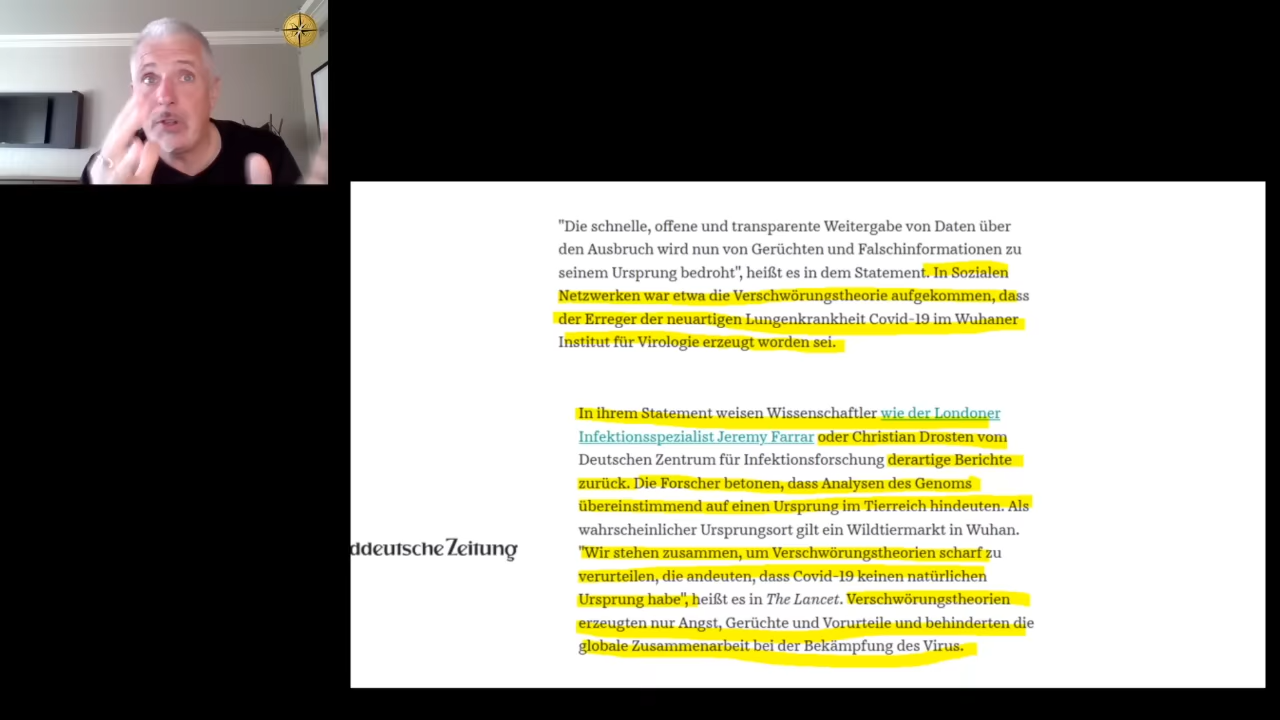 "Die schnelle, offene und transparente Weitergabe von Daten über
den Ausbruch wird nun von Gerüchten und Falschinformationen zu
seinem Ursprung bedroht", heißt es in dem Statement. In Sozialen
Netzwerken war etwa die Verschwörungstheorie aufgekommen, dass
der Erreger der neuartigen Lungenkrankheit Covid-19 im Wuhaner
Institut für Virologie erzeugt worden sei.
In ihrem Statement weisen Wissenschaftler wie der Londoner
Infektionsspezialist Jeremy Farrar oder Christian Drosten vom
Deutschen Zentrum für Infektionsforschung derartige Berichte
zurück. Die Forscher betonen, dass Analysen des Genoms
übereinstimmend auf einen Ursprung im Tierreich hindeuten. Als
wahrscheinlicher Ursprungsort gilt ein Wildtiermarkt in Wuhan.
"Wir stehen zusammen, um Verschwörungstheorien scharf zu
verurteilen, die andeuten, dass Covid-19 keinen natürlichen
Ursprung habe", heißt es in The Lancet. Verschwörungstheorien
erzeugten nur Angst, Gerüchte und Vorurteile und behinderten die
globale Zusammenarbeit bei der Bekämpfung des Virus.
ddeutsche Zeitung